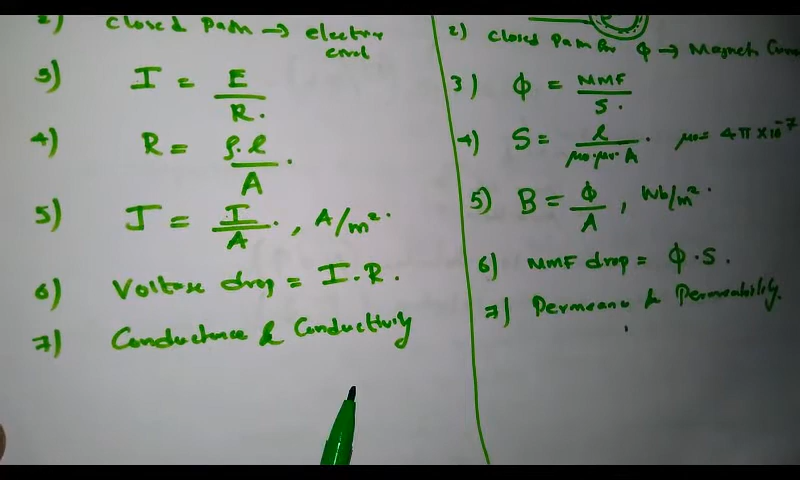 2) Closed Path → electric
3) I = E / R.
4) R = ρ.l / A.
5) J = I / A ., A/m².
6) Voltage drop = I.R.
7) Conductance & Conductivity
2) Closed Path for ϕ → Magnetic
3) ϕ = MMF / S.
4) S = l / μ₀.μr.A . μ₀ = 4π×10⁻⁷
5) B = ϕ / A , Wb/m².
6) MMF drop = ϕ.S.
7) Permeance & Permeability.